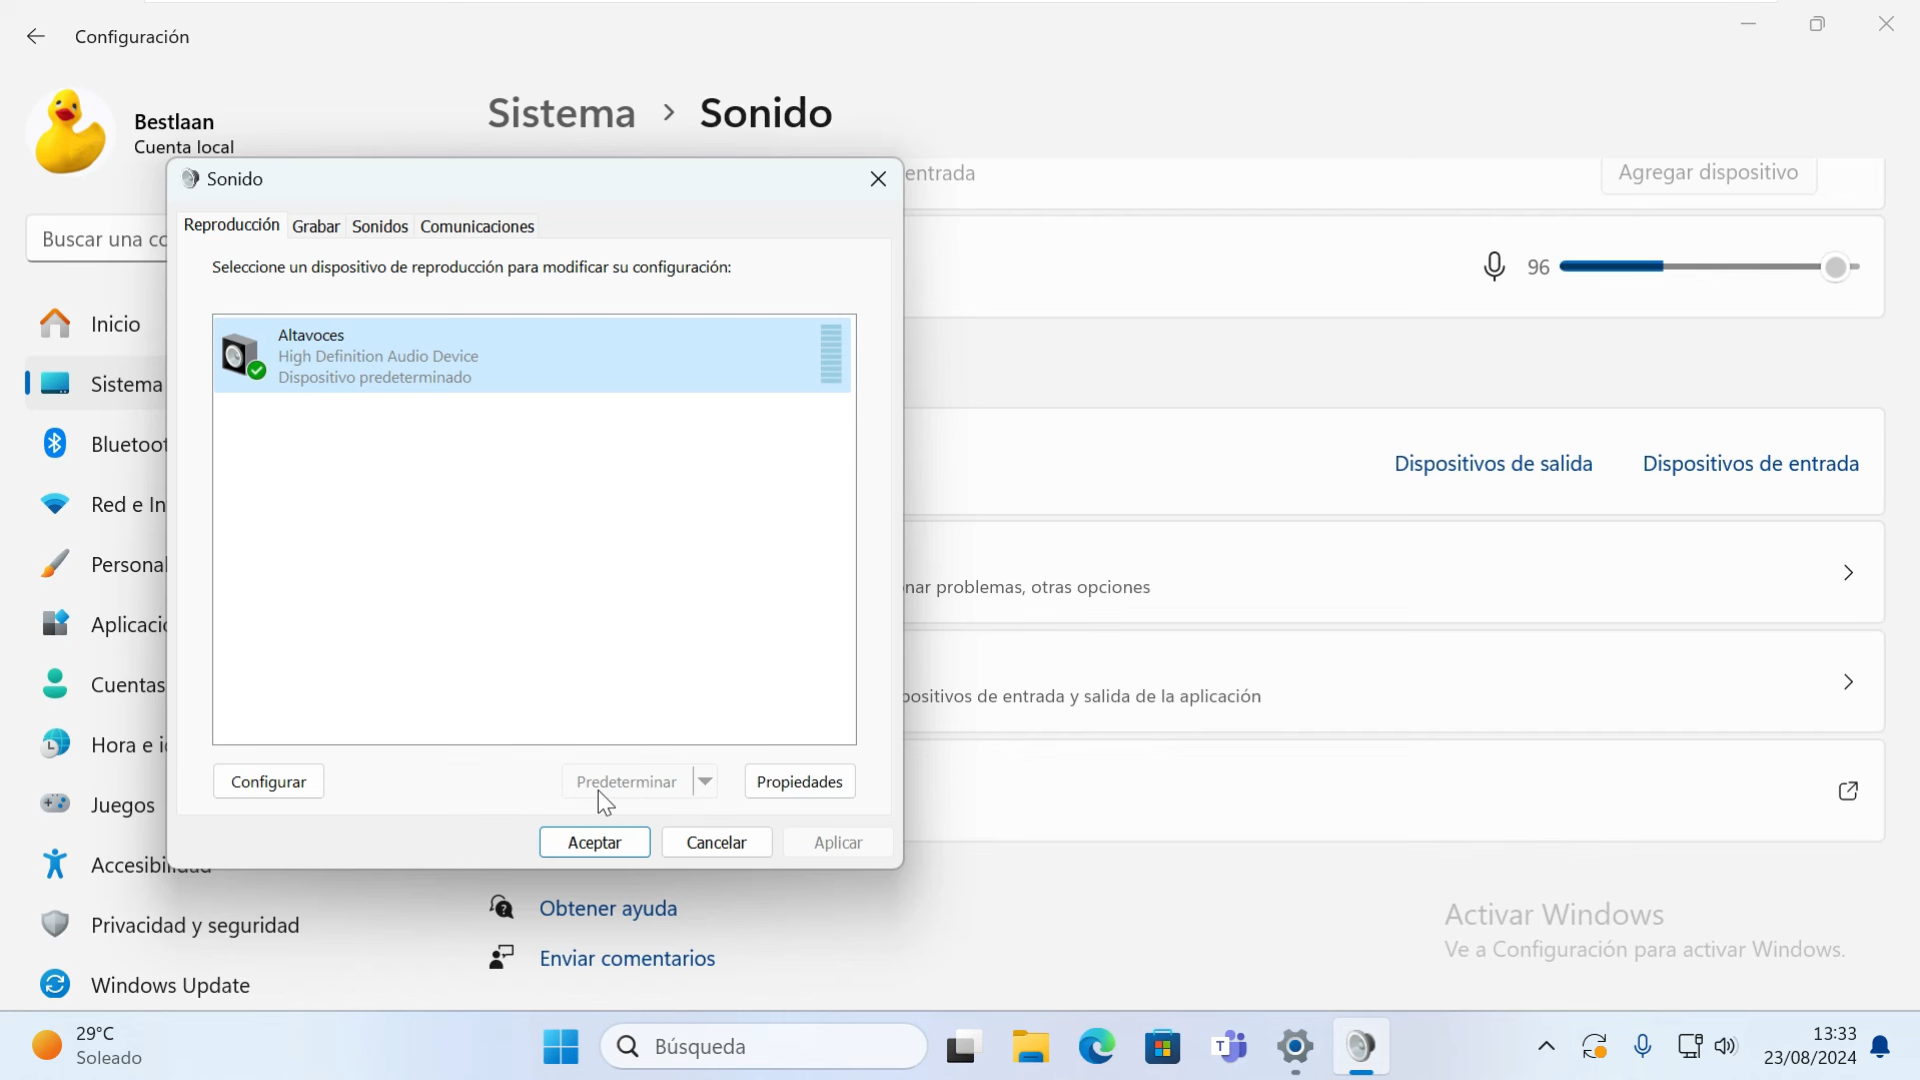 Configuración
Bestlaan
Cuenta local
Sistema > Sonido
Buscar una co
Inicio
Sistema
Bluetoot
Red e In
Personal
Aplicacio
Cuentas
Hora e i
Juegos
Accesibilidad
Privacidad y seguridad
Windows Update
Sonido
Reproducción
Grabar
Sonidos
Comunicaciones
Seleccione un dispositivo de reproducción para modificar su configuración:
Altavoces
High Definition Audio Device
Dispositivo predeterminado
Configurar
Predeterminar
Propiedades
Aceptar
Cancelar
Aplicar
entrada
Agregar dispositivo
96
Dispositivos de salida
Dispositivos de entrada
nar problemas, otras opciones
positivos de entrada y salida de la aplicación
Obtener ayuda
Enviar comentarios
Activar Windows
Ve a Configuración para activar Windows.
29°C
Soleado
Búsqueda
13:33
23/08/2024